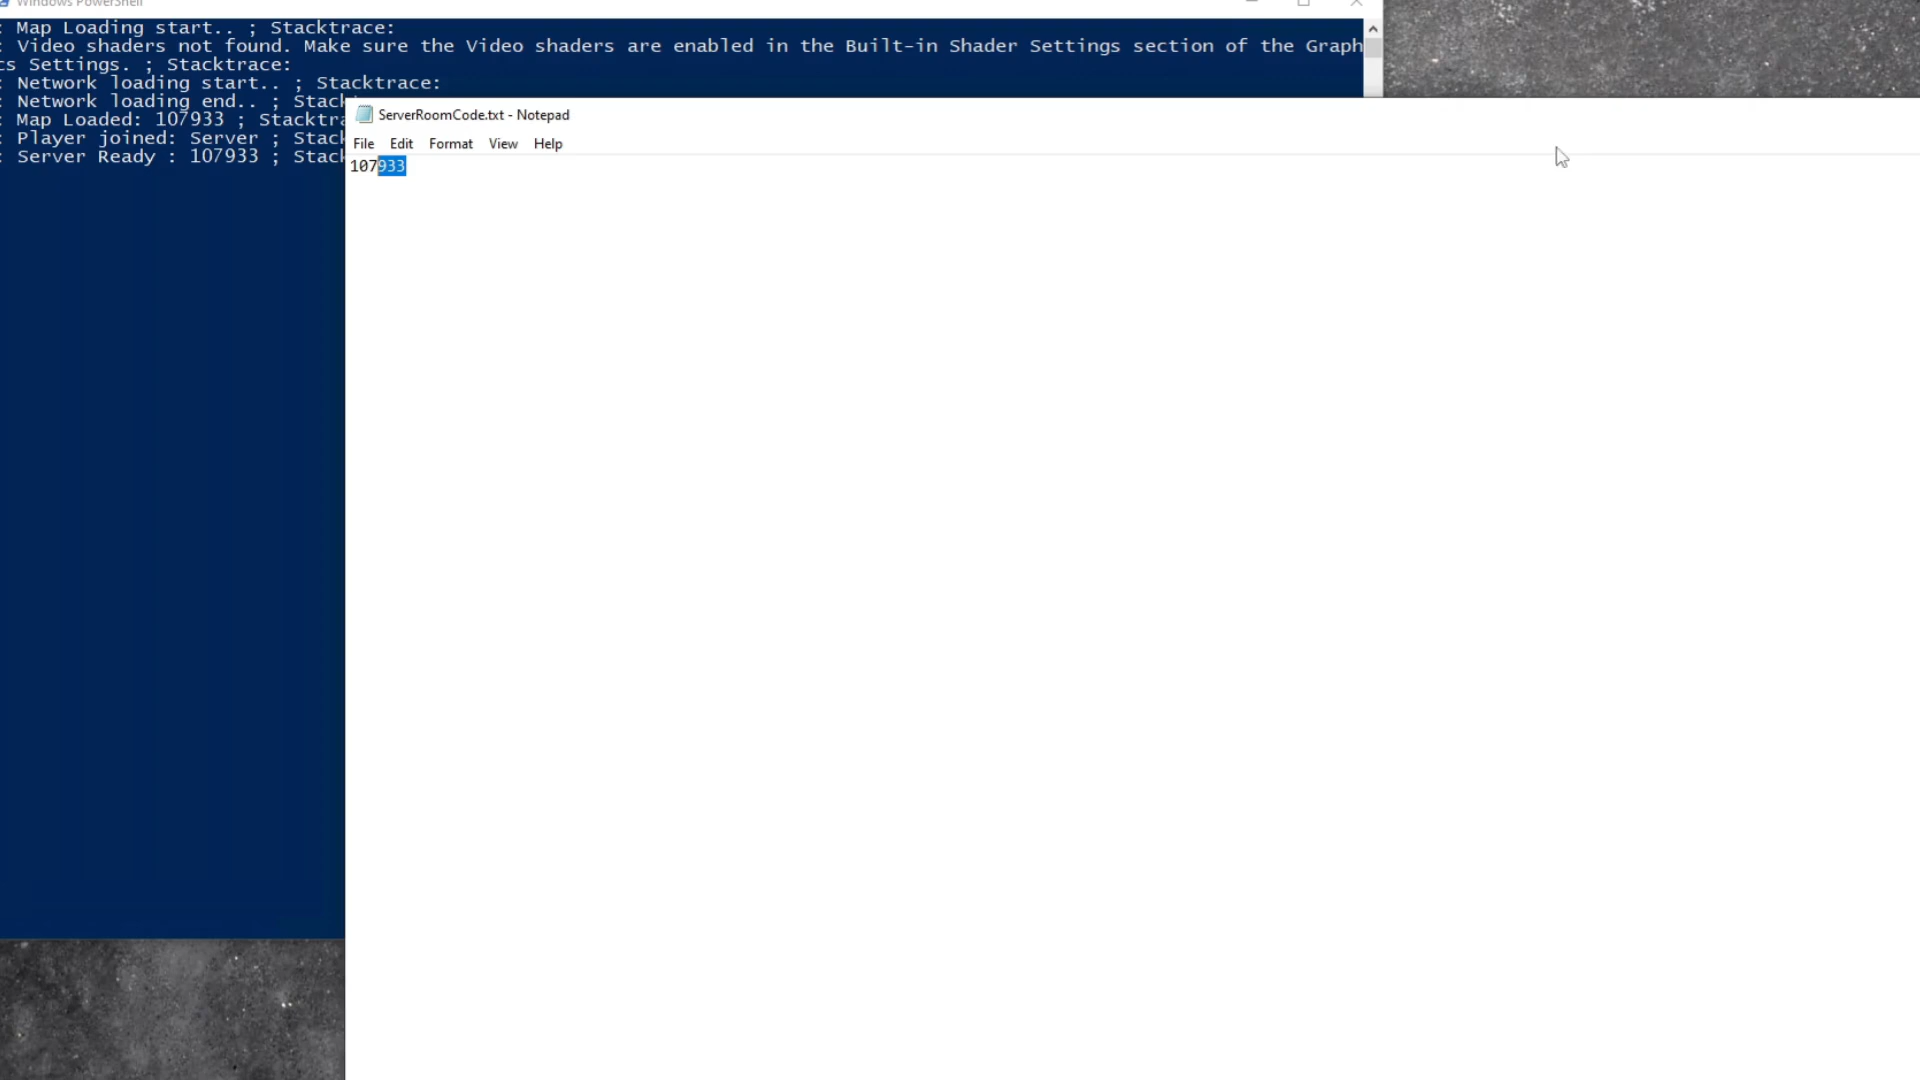 Windows PowerShell
: Map Loading start.. ; Stacktrace:
: Video shaders not found. Make sure the Video shaders are enabled in the Built-in Shader Settings section of the Graph
cs Settings. ; Stacktrace:
: Network loading start.. ; Stacktrace:
: Network loading end.. ; Stack
: Map Loaded: 107933 ; Stacktra
: Player joined: Server ; Stack
: Server Ready : 107933 ; Stack
ServerRoomCode.txt - Notepad
File Edit Format View Help
107933